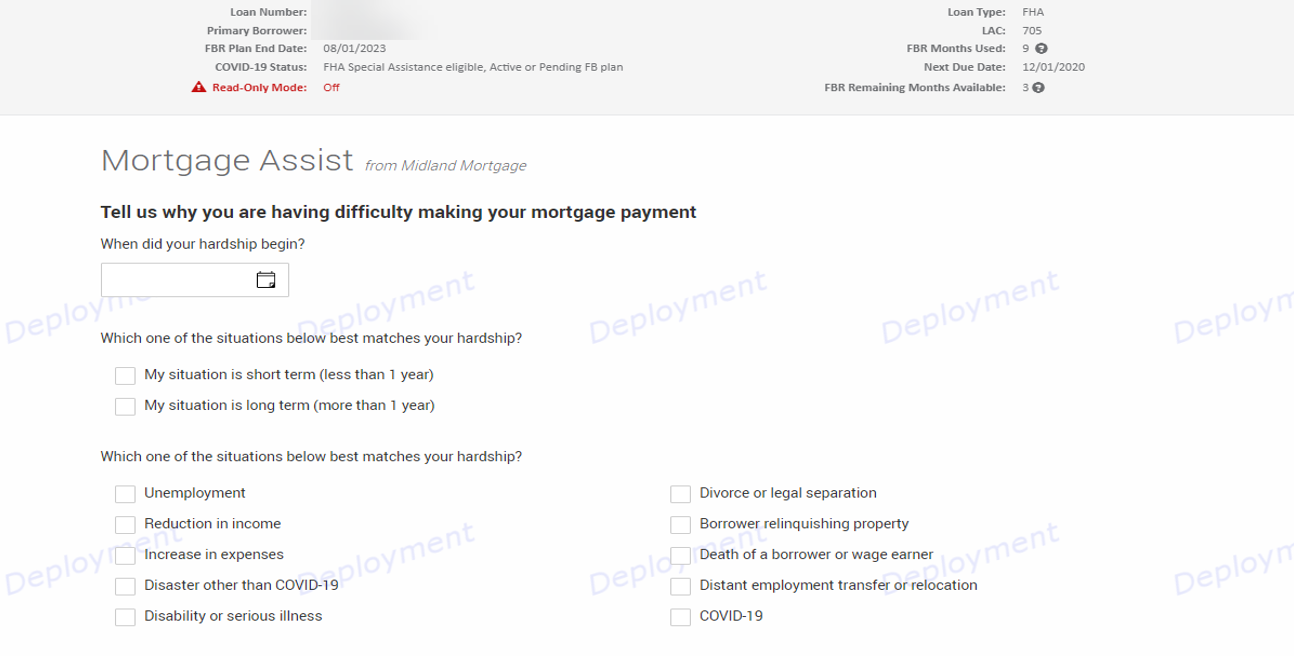 Loan Number:
Loan Type: FHA
Primary Borrower:
LAC: 705
FBR Plan End Date: 08/01/2023
FBR Months Used: 9
COVID-19 Status: FHA Special Assistance eligible, Active or Pending FB plan
Next Due Date: 12/01/2020
Read-Only Mode: Off
FBR Remaining Months Available: 3
Mortgage Assist from Midland Mortgage
Tell us why you are having difficulty making your mortgage payment
When did your hardship begin?
Deployment Deployment Deployment Deployment Deploym
Which one of the situations below best matches your hardship?
My situation is short term (less than 1 year)
My situation is long term (more than 1 year)
Which one of the situations below best matches your hardship?
Unemployment
Divorce or legal separation
Reduction in income
Borrower relinquishing property
Deployment Deployment Deployment Deployment Deploym
Increase in expenses
Death of a borrower or wage earner
Disaster other than COVID-19
Distant employment transfer or relocation
Disability or serious illness
COVID-19